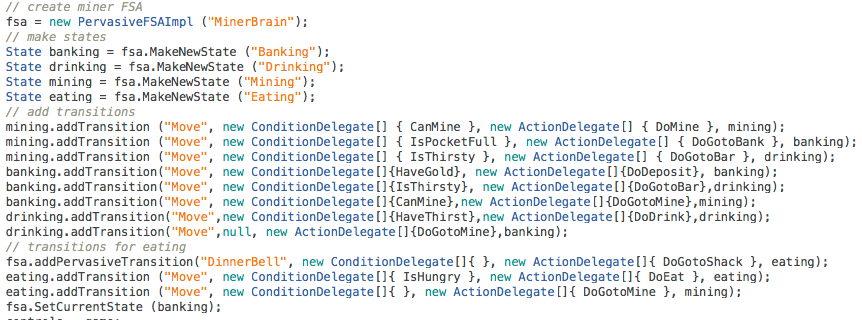 // create miner FSA
fsa = new PervasiveFSAImpl ("MinerBrain");
// make states
State banking = fsa.MakeNewState ("Banking");
State drinking = fsa.MakeNewState ("Drinking");
State mining = fsa.MakeNewState ("Mining");
State eating = fsa.MakeNewState ("Eating");
// add transitions
mining.addTransition ("Move", new ConditionDelegate[] { CanMine }, new ActionDelegate[] { DoMine }, mining);
mining.addTransition ("Move", new ConditionDelegate[] { IsPocketFull }, new ActionDelegate[] { DoGotoBank }, banking);
mining.addTransition ("Move", new ConditionDelegate[] { IsThirsty }, new ActionDelegate[] { DoGotoBar }, drinking);
banking.addTransition("Move", new ConditionDelegate[]{HaveGold}, new ActionDelegate[]{DoDeposit}, banking);
banking.addTransition("Move", new ConditionDelegate[]{IsThirsty}, new ActionDelegate[]{DoGotoBar},drinking);
banking.addTransition("Move", new ConditionDelegate[]{CanMine},new ActionDelegate[]{DoGotoMine},mining);
drinking.addTransition("Move",new ConditionDelegate[]{HaveThirst},new ActionDelegate[]{DoDrink},drinking);
drinking.addTransition("Move",null, new ActionDelegate[]{DoGotoMine},banking);
// transitions for eating
fsa.addPervasiveTransition("DinnerBell", new ConditionDelegate[]{ }, new ActionDelegate[]{ DoGotoShack }, eating);
eating.addTransition ("Move", new ConditionDelegate[]{ IsHungry }, new ActionDelegate[]{ DoEat }, eating);
eating.addTransition ("Move", new ConditionDelegate[]{ }, new ActionDelegate[]{ DoGotoMine }, mining);
fsa.SetCurrentState (banking);